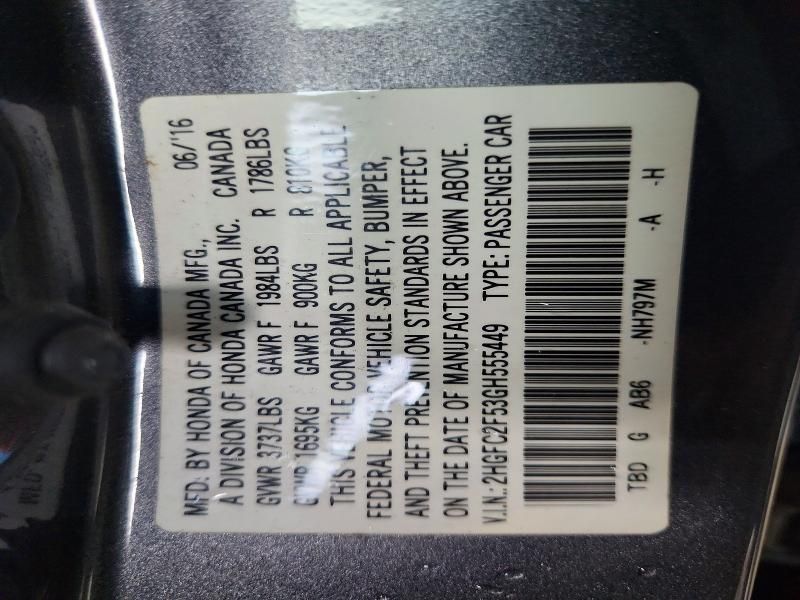 MFD. BY HONDA OF CANADA MFG., 06/'16
A DIVISION OF HONDA CANADA INC. CANADA
GVWR 3737LBS GAWR F 1984LBS R 1786LBS
GVWR 1695KG GAWR F 900KG R 810KG
THIS VEHICLE CONFORMS TO ALL APPLICABLE
FEDERAL MOTOR VEHICLE SAFETY, BUMPER,
AND THEFT PREVENTION STANDARDS IN EFFECT
ON THE DATE OF MANUFACTURE SHOWN ABOVE.
V.I.N.: 2HGFC2F53GH555449 TYPE: PASSENGER CAR
TBD G AB6 -NH797M -A -H